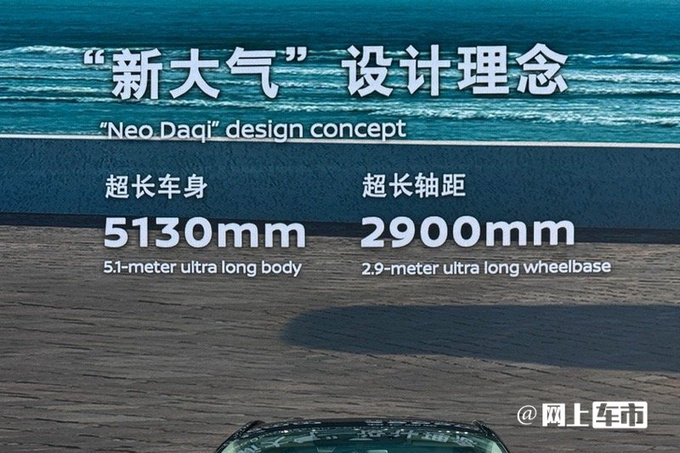 “新大气”设计理念
“Neo Daqi” design concept
超长车身 超长轴距
5130mm 2900mm
5.1-meter ultra long body 2.9-meter ultra long wheelbase
@网上车市